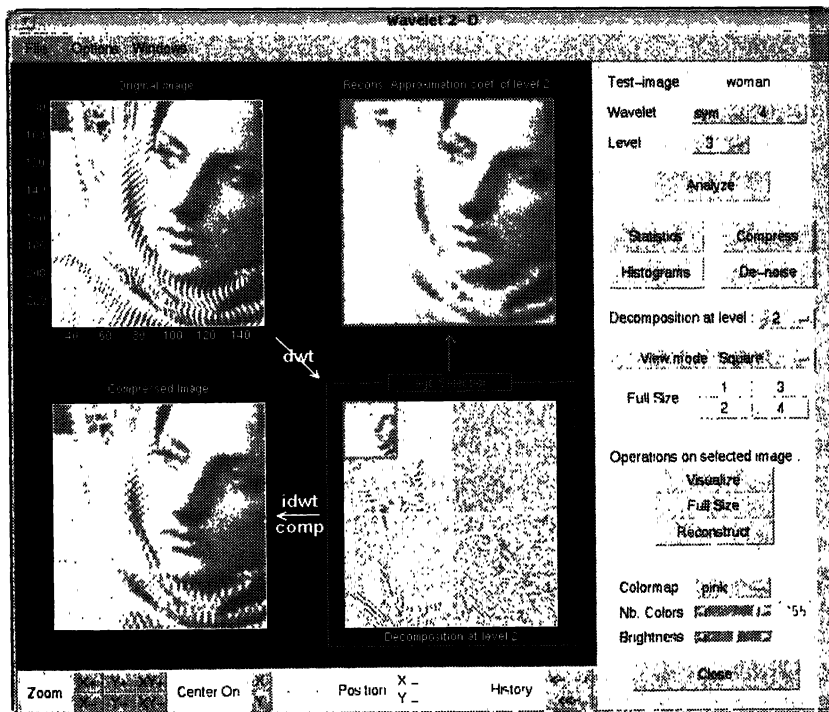 Wavelet 2-D
File Options Windows
Original Image
Recons. Approximation coef. of level 2
40 60 80 100 120 140
dwt
Compressed Image
idwt
comp
Decomposition at level 2
Test-image woman
Wavelet sym 4
Level 3
Analyze
Statistics Compress
Histograms De-noise
Decomposition at level : 2
View mode Square
Full Size 1 3
2 4
Operations on selected image :
Visualize
Full Size
Reconstruct
Colormap pink
Nb. Colors
Brightness
Close
Zoom
Center On X
Y
Position X
Y
History